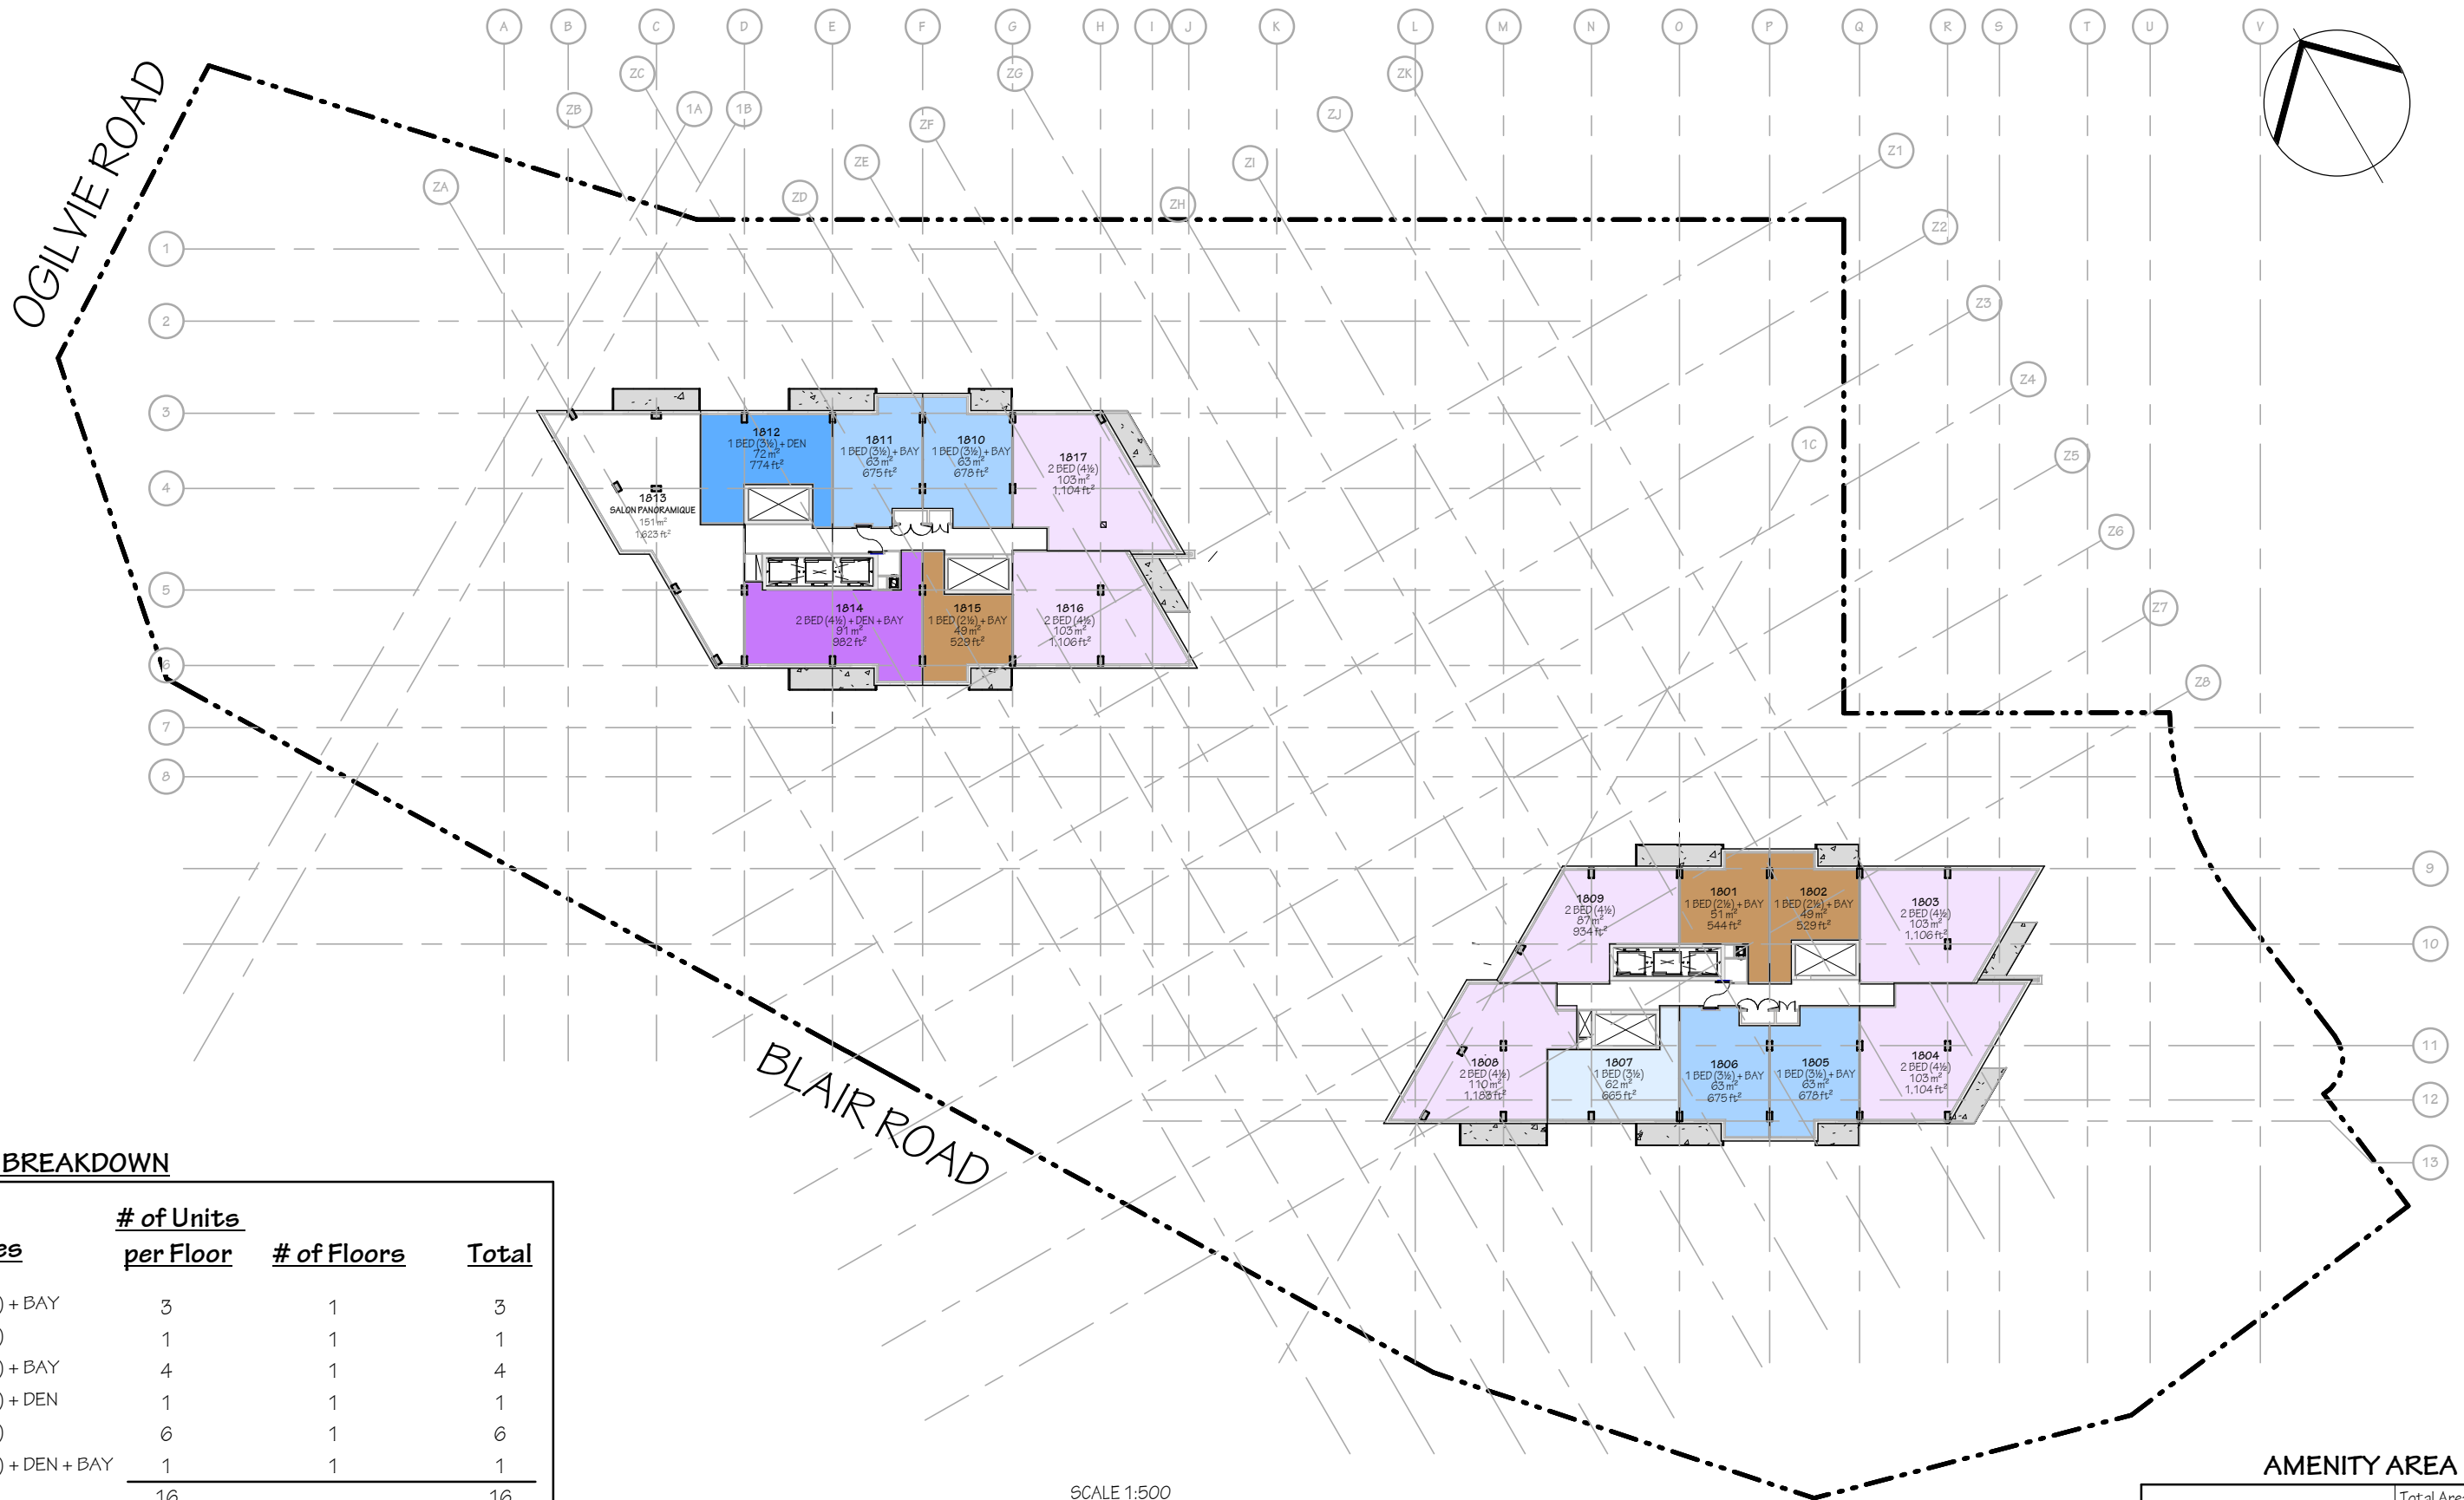 A B C D E F G H I J K L M N O P Q R S T U V
ZC ZG ZK
ZB 1A 1B ZF ZJ
ZA ZD ZE ZH ZI Z1
Z2
Z3
Z4
1C Z5
Z6
Z7
Z8
OGILVIE ROAD
1
2
3
4
5
6
7
8
1812
1 BED (3½) + DEN
72 m²
774 ft²
1811
1 BED (3½) + BAY
63 m²
675 ft²
1810
1 BED (3½) + BAY
63 m²
678 ft²
1817
2 BED (4½)
103 m²
1,104 ft²
1813
SALON PANORAMIQUE
151 m²
1,623 ft²
1814
2 BED (4½) + DEN + BAY
91 m²
982 ft²
1815
1 BED (2½) + BAY
49 m²
529 ft²
1816
2 BED (4½)
103 m²
1,106 ft²
1809
2 BED (4½)
87 m²
934 ft²
1801
1 BED (2½) + BAY
51 m²
544 ft²
1802
1 BED (2½) + BAY
49 m²
529 ft²
1803
2 BED (4½)
103 m²
1,106 ft²
1808
2 BED (4½)
110 m²
1,188 ft²
1807
1 BED (3½)
62 m²
665 ft²
1806
1 BED (3½) + BAY
63 m²
675 ft²
1805
1 BED (3½) + BAY
63 m²
678 ft²
1804
2 BED (4½)
103 m²
1,104 ft²
9
10
11
12
13
BLAIR ROAD
BREAKDOWN
# of Units
es per Floor # of Floors Total
) + BAY 3 1 3
) 1 1 1
) + BAY 4 1 4
) + DEN 1 1 1
) 6 1 6
) + DEN + BAY 1 1 1
16 16
SCALE 1:500
AMENITY AREA
Total Are